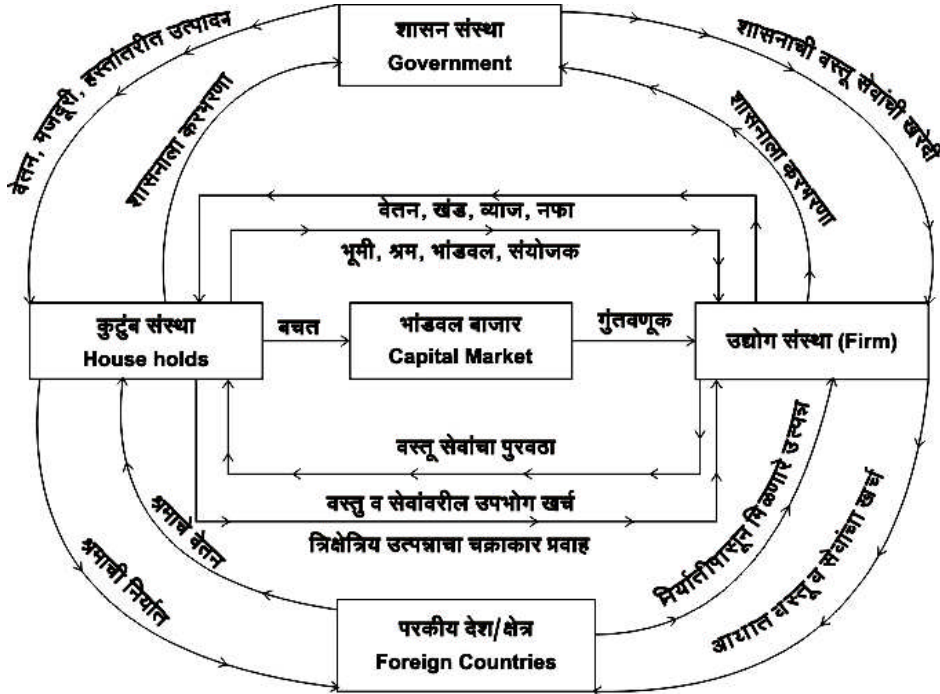 शासन संस्था
Government
वेतन, मजदूरी, हस्तांतरीत उत्पादन
शासनाला करभरणा
शासनाची वस्तू सेवांची खरेदी
शासनाला करभरणा
वेतन, खंड, व्याज, नफा
भूमी, श्रम, भांडवल, संयोजक
कुटुंब संस्था
House holds
बचत
भांडवल बाजार
Capital Market
गुंतवणूक
उद्योग संस्था (Firm)
वस्तू सेवांचा पुरवठा
वस्तु व सेवांवरील उपभोग खर्च
त्रिक्षेत्रिय उत्पन्नाचा चक्राकार प्रवाह
श्रमाचे वेतन
श्रमाची निर्यात
निर्यातीपासून मिळणारे उत्पन्न
आयात वस्तू व सेवांचा खर्च
परकीय देश/क्षेत्र
Foreign Countries